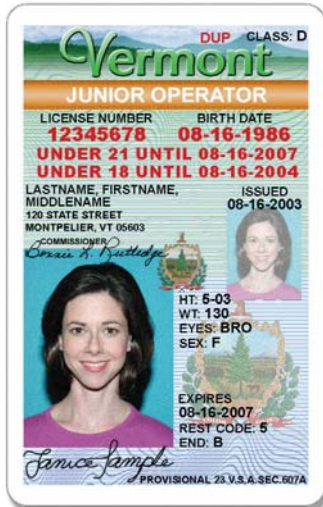 DUP CLASS: D
Vermont
JUNIOR OPERATOR
LICENSE NUMBER BIRTH DATE
12345678 08-16-1986
UNDER 21 UNTIL 08-16-2007
UNDER 18 UNTIL 08-16-2004
LASTNAME, FIRSTNAME,
MIDDLENAME
120 STATE STREET
MONTPELIER, VT 05603
ISSUED
08-16-2003
COMMISSIONER
Bonnie L. Rutledge
HT: 5-03
WT: 130
EYES: BRO
SEX: F
EXPIRES
08-16-2007
REST CODE: 5
END: B
Janice Sample
PROVISIONAL 23 V.S.A. SEC.607A